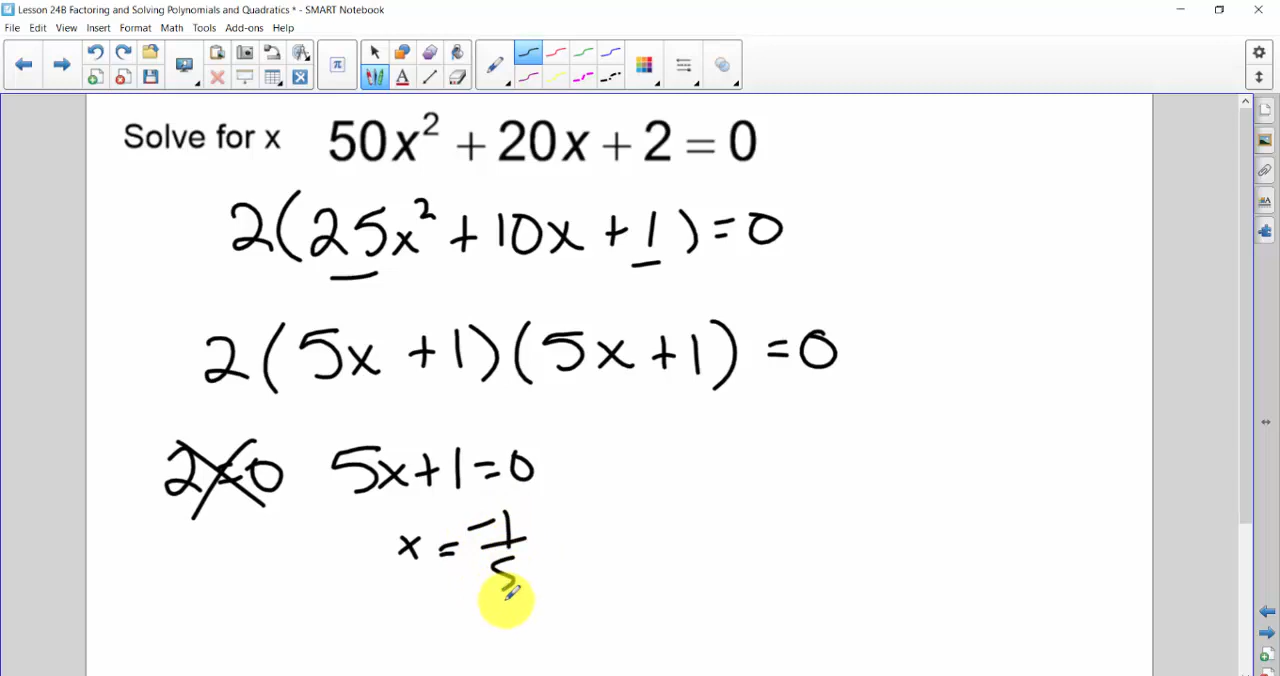 Lesson 24B Factoring and Solving Polynomials and Quadratics * - SMART Notebook
File Edit View Insert Format Math Tools Add-ons Help
Solve for x 50x² + 20x + 2 = 0
2(25x² + 10x + 1) = 0
2(5x + 1)(5x + 1) = 0
2=0 5x+1=0
x = -1/5